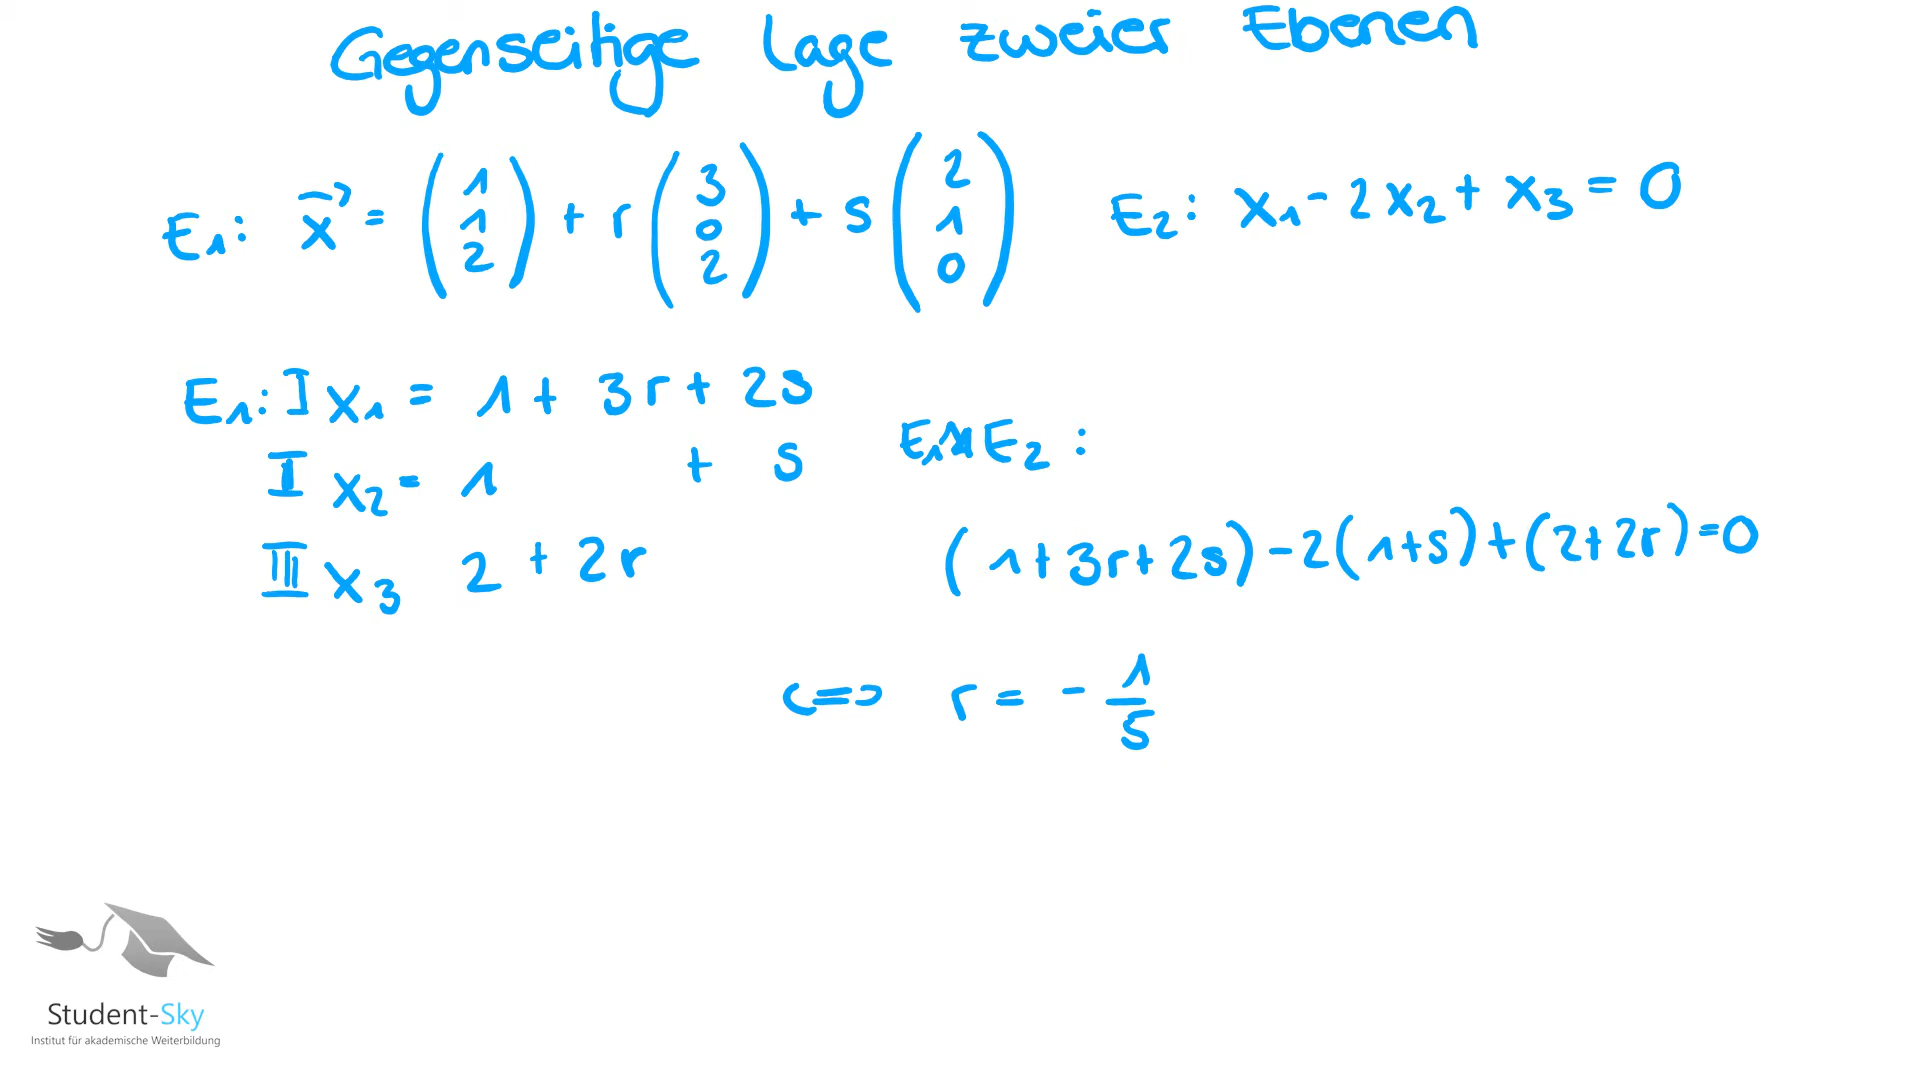 Gegenseitige Lage zweier Ebenen
E₁: x⃗ = (1 1 2) + r (3 0 2) + s (2 1 0)   E₂: x₁ - 2x₂ + x₃ = 0
E₁: I x₁ = 1 + 3r + 2s
II x₂ = 1 + s
E₁ E₂ :
III x₃ 2 + 2r
(1+3r+2s) - 2(1+s) + (2+2r) = 0
⇔ r = - 1/5
Student-Sky
Institut für akademische Weiterbildung